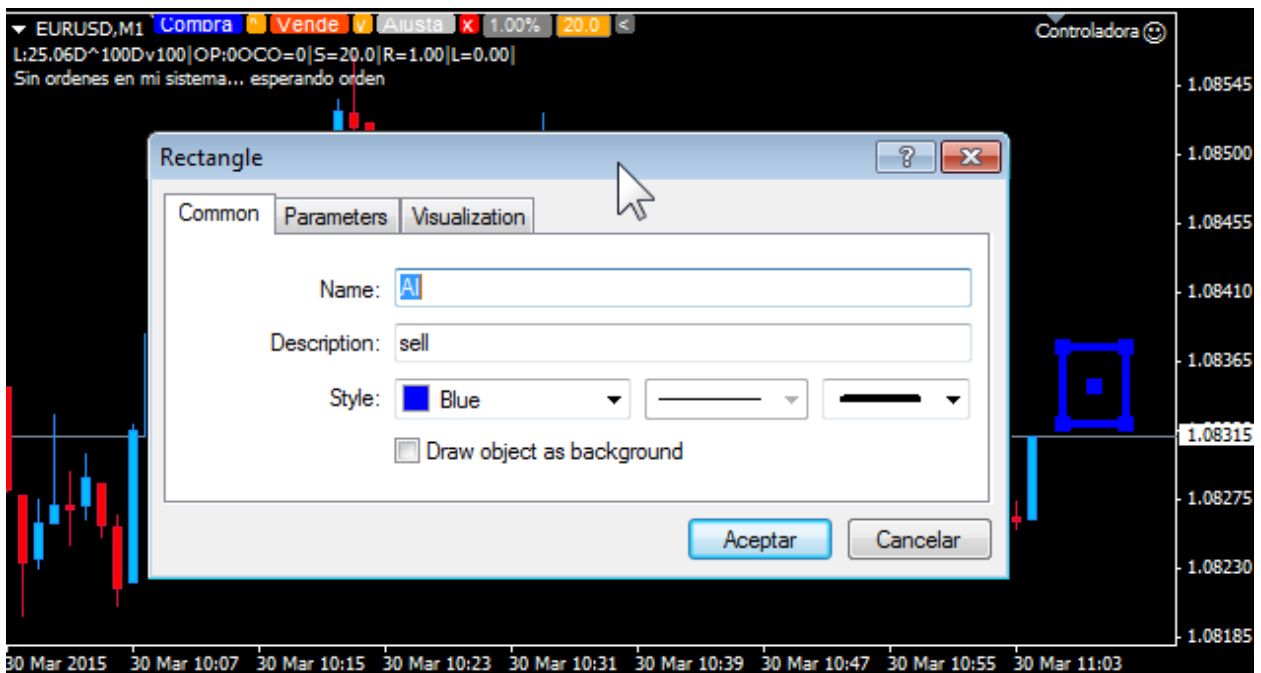 EURUSD,M1 Compra ^ Vende v Ajusta x 1.00% 20.0 < Controladora
L:25.06D^100Dv100|OP:0OCO=0|S=20.0|R=1.00|L=0.00|
Sin ordenes en mi sistema... esperando orden
1.08545
Rectangle ?
1.08500
Common Parameters Visualization
1.08455
Name: AI
1.08410
Description: sell
1.08365
Style: Blue
1.08315
Draw object as background
1.08275
Aceptar Cancelar
1.08230
1.08185
30 Mar 2015 30 Mar 10:07 30 Mar 10:15 30 Mar 10:23 30 Mar 10:31 30 Mar 10:39 30 Mar 10:47 30 Mar 10:55 30 Mar 11:03